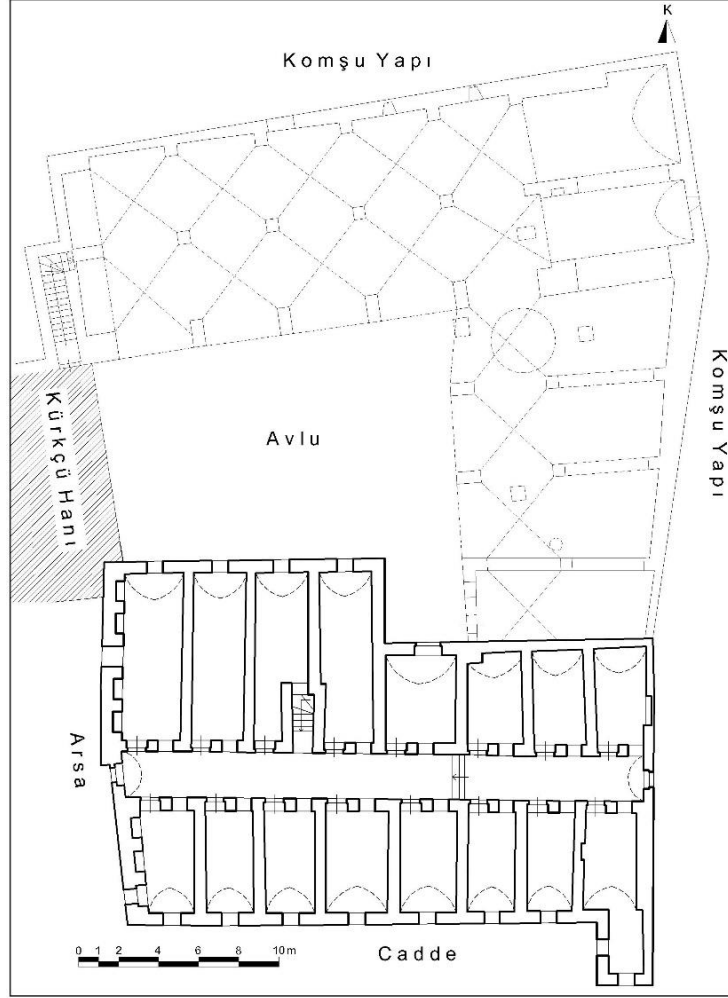 K
Komşu Yapı
Komşu Yapı
Kürkçü Hanı
Avlu
Arsa
Cadde
0 1 2 4 6 8 10m